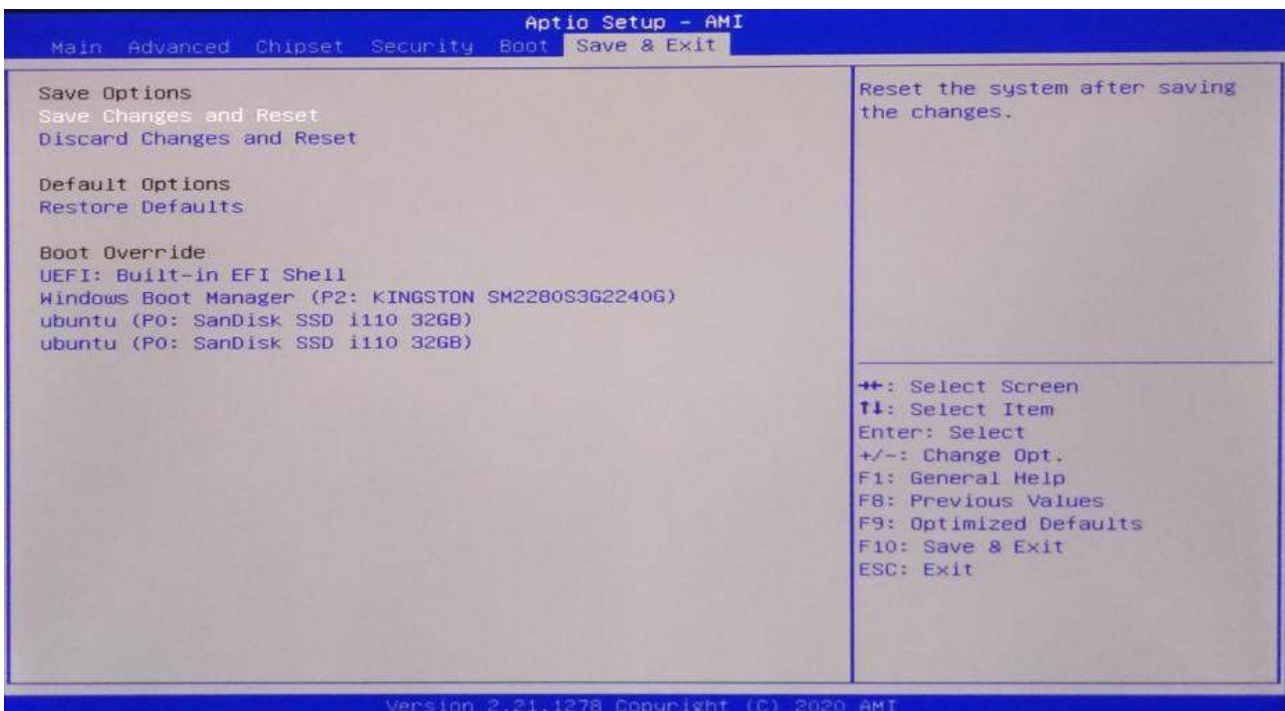 Aptio Setup - AMI
Main Advanced Chipset Security Boot Save & Exit
Save Options
Save Changes and Reset
Discard Changes and Reset
Default Options
Restore Defaults
Boot Override
UEFI: Built-in EFI Shell
Windows Boot Manager (P2: KINGSTON SM2280S3G2240G)
ubuntu (P0: SanDisk SSD i110 32GB)
ubuntu (P0: SanDisk SSD i110 32GB)
Reset the system after saving
the changes.
→←: Select Screen
↑↓: Select Item
Enter: Select
+/-: Change Opt.
F1: General Help
F8: Previous Values
F9: Optimized Defaults
F10: Save & Exit
ESC: Exit
Version 2.21.1278 Copyright (C) 2020 AMI